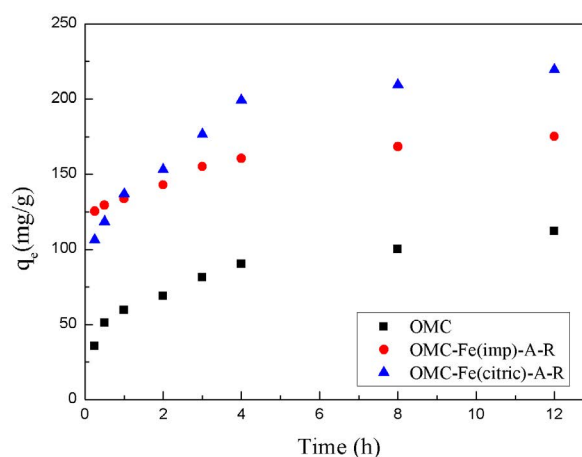 250
200
150
100
50
0
q_e(mg/g)
0 2 4 6 8 10 12
Time (h)
OMC
OMC-Fe(imp)-A-R
OMC-Fe(citric)-A-R